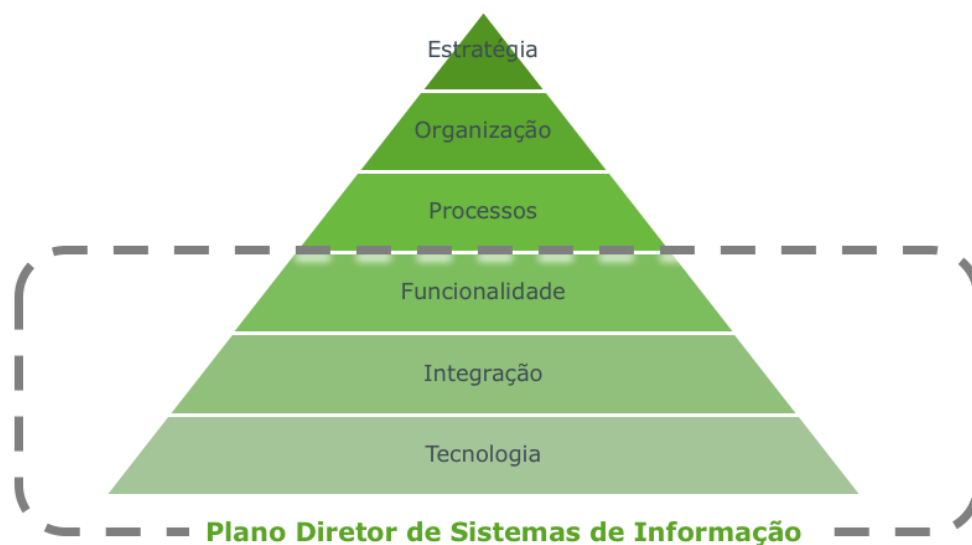 Estratégia
Organização
Processos
Funcionalidade
Integração
Tecnologia
Plano Diretor de Sistemas de Informação